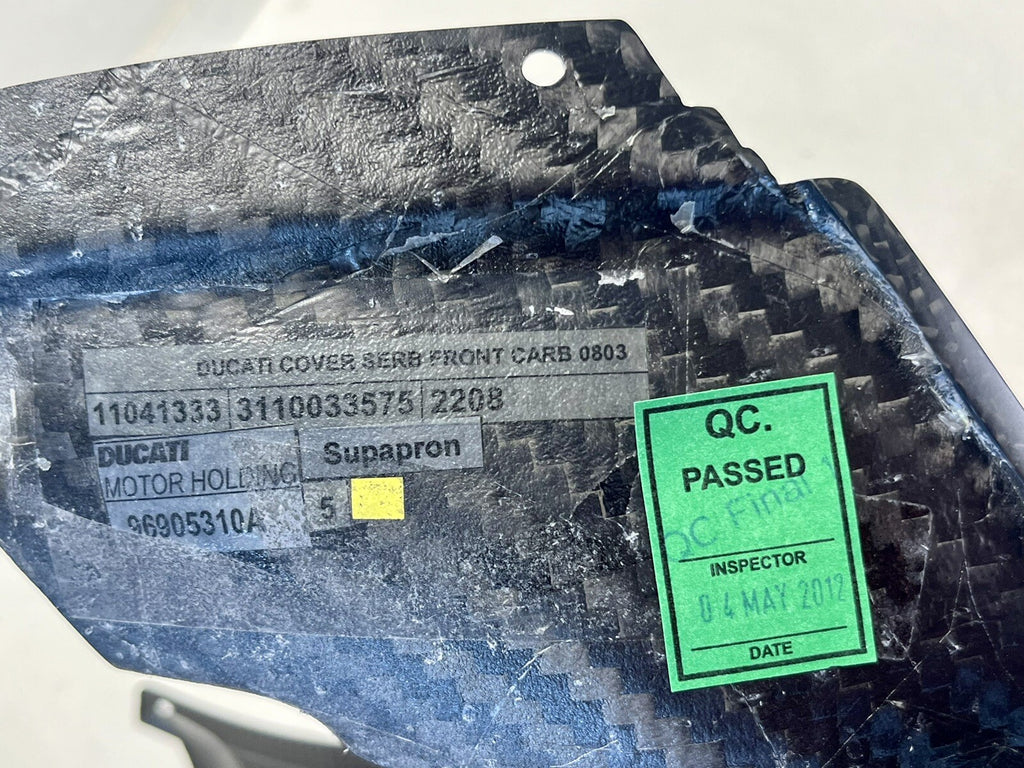 DUCATI COVER SERB FRONT CARB 0803
11041333 3110033575 2208
DUCATI
MOTOR HOLDING
96905310A
Supapron
5
QC.
PASSED
QC Final
INSPECTOR
04 MAY 2012
DATE